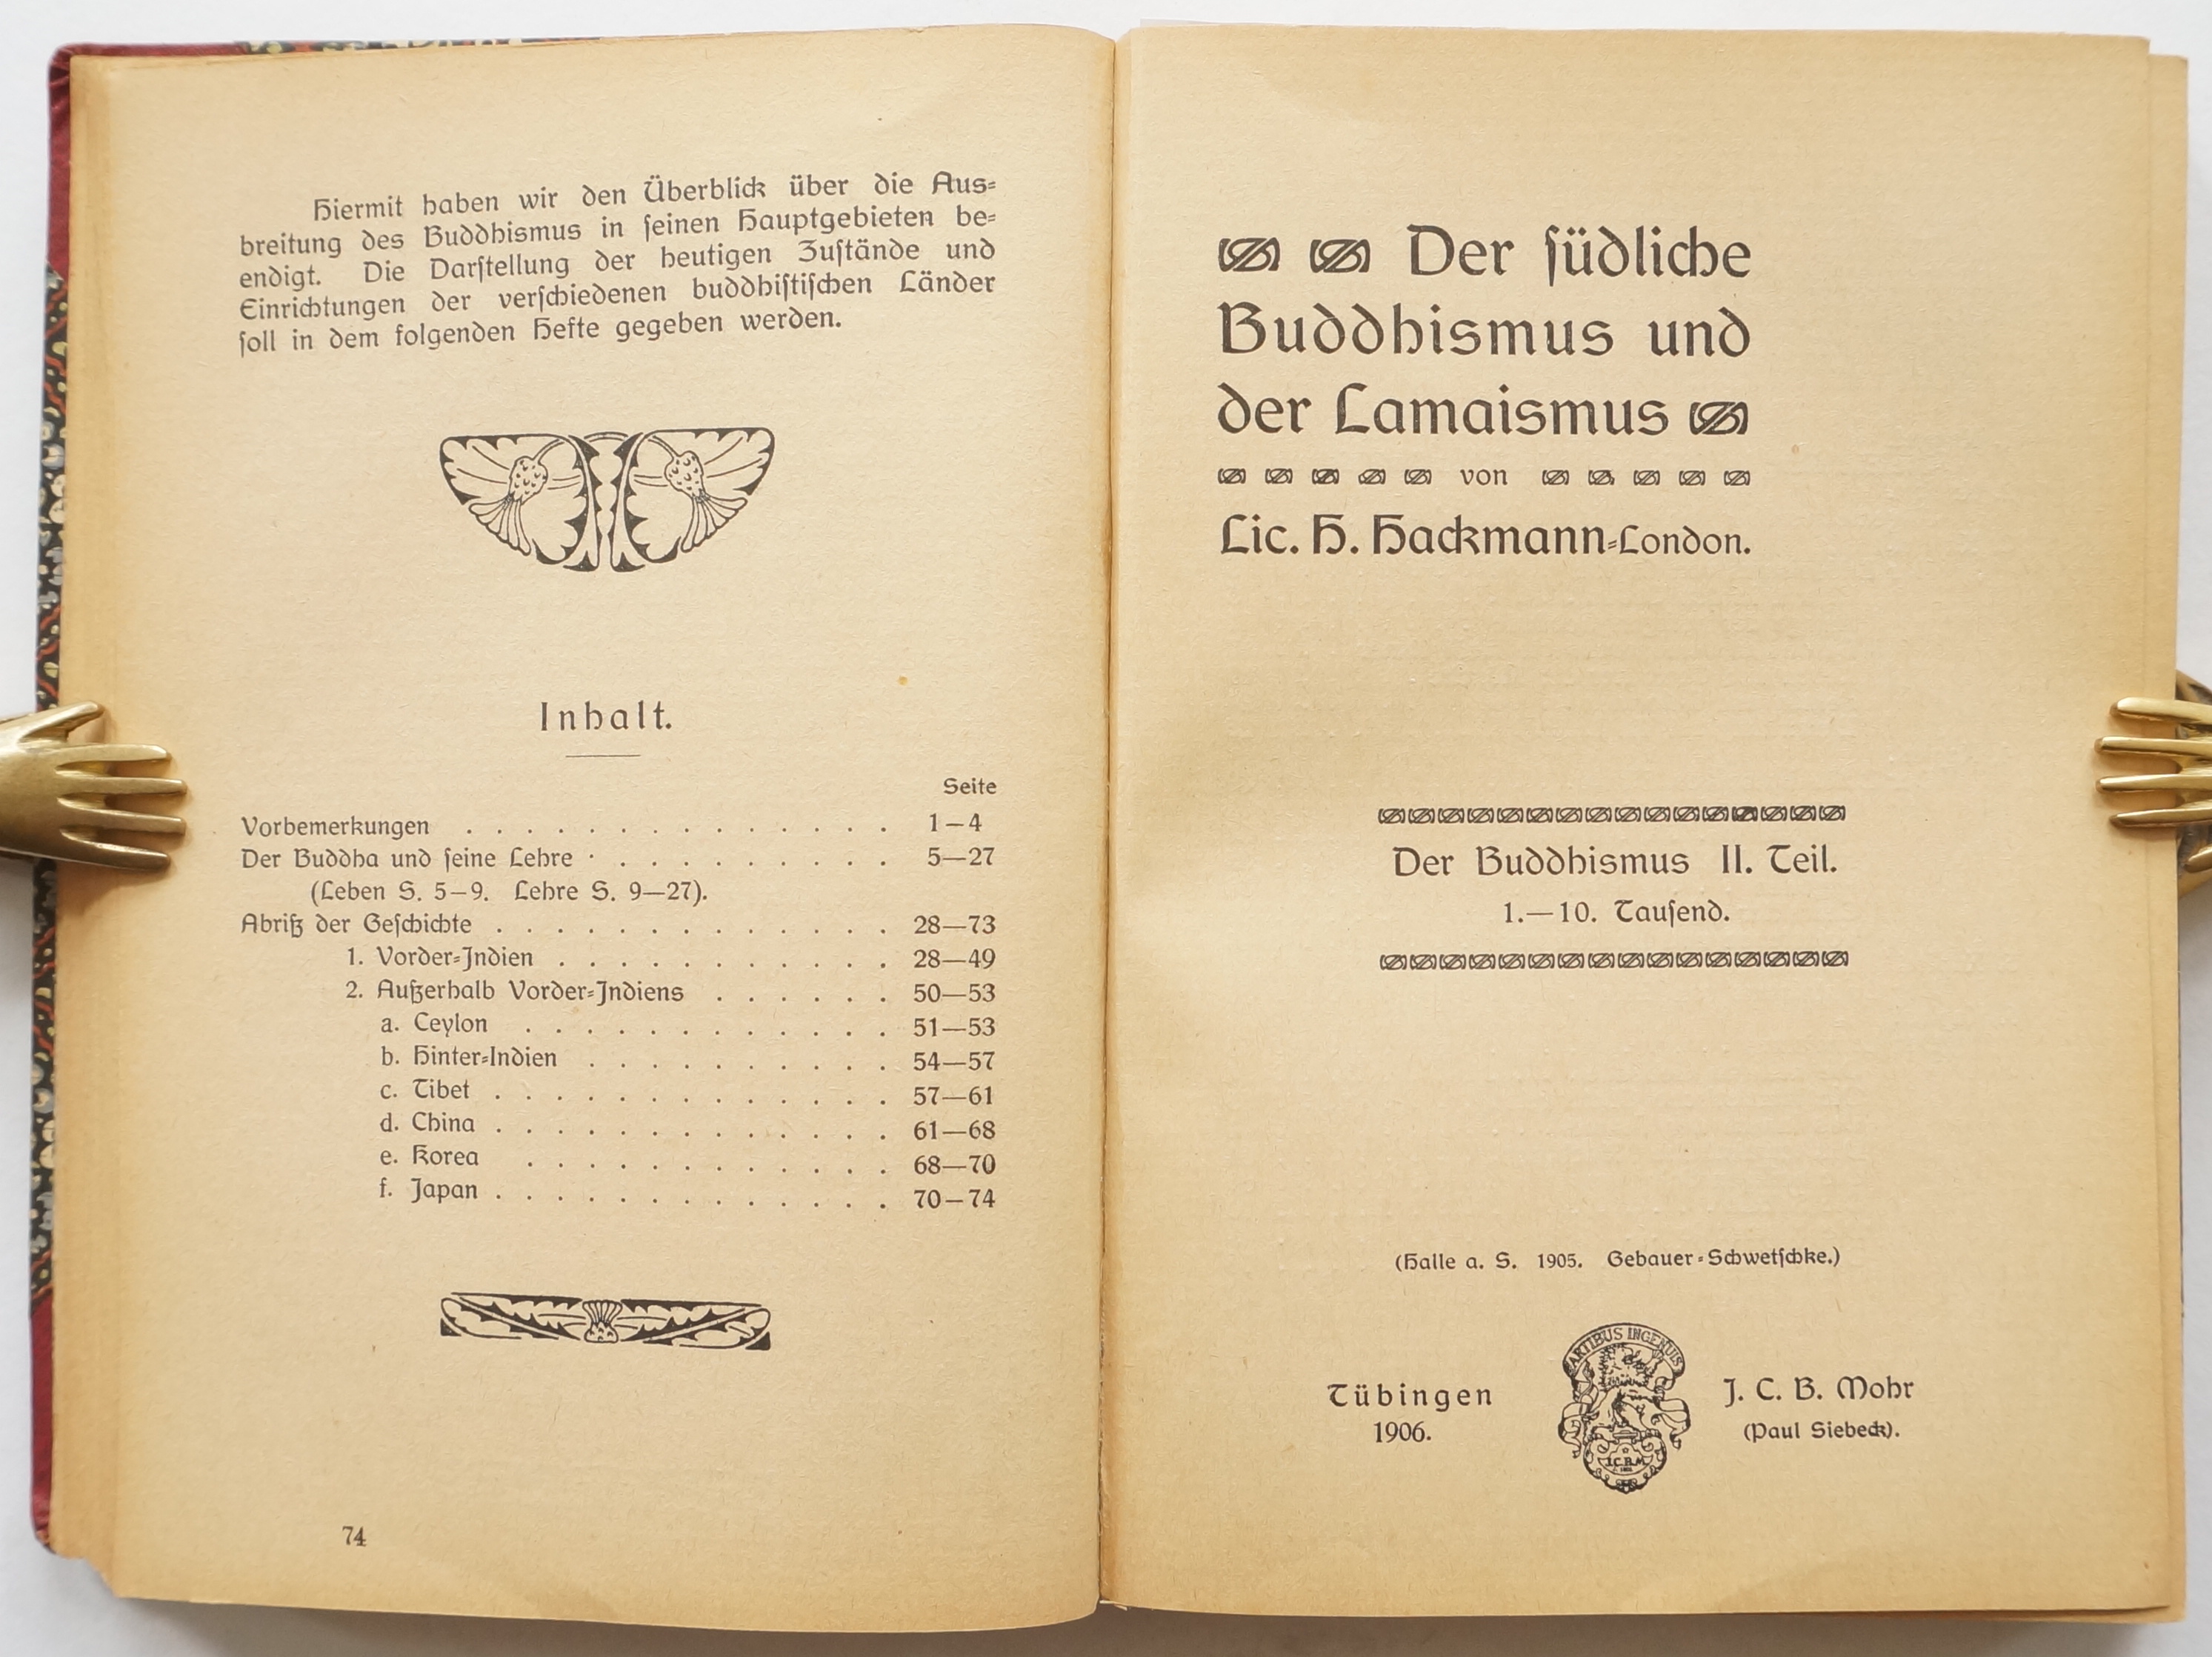 Hiermit haben wir den Überblick über die Aus-
breitung des Buddhismus in ſeinen Hauptgebieten be-
endigt. Die Darſtellung der heutigen Zuſtände und
Einrichtungen der verſchiedenen buddhiſtiſchen Länder
ſoll in dem folgenden Hefte gegeben werden.
Inhalt.
Seite
Vorbemerkungen . . . . . . . . . . . . . . 1–4
Der Buddha und ſeine Lehre . . . . . . . . . . 5—27
(Leben S. 5–9. Lehre S. 9—27).
Abriß der Geſchichte . . . . . . . . . . . . . 28—73
1. Vorder-Indien . . . . . . . . . . . 28—49
2. Außerhalb Vorder-Indiens . . . . . . 50—53
a. Ceylon . . . . . . . . . . . . 51—53
b. Hinter-Indien . . . . . . . . . . 54—57
c. Tibet . . . . . . . . . . . . . 57—61
d. China . . . . . . . . . . . . . 61—68
e. Korea . . . . . . . . . . . . 68—70
f. Japan . . . . . . . . . . . . . 70–74
74
Der ſüdliche
Buddhismus und
der Lamaismus
von
Lic. H. Hackmann-London.
Der Buddhismus II. Teil.
1.—10. Tauſend.
(Halle a. S. 1905. Gebauer-Schwetſchke.)
ARTIBUS INGENUIS
J.C.B.M.
Tübingen
1906.
J. C. B. Mohr
(Paul Siebeck).